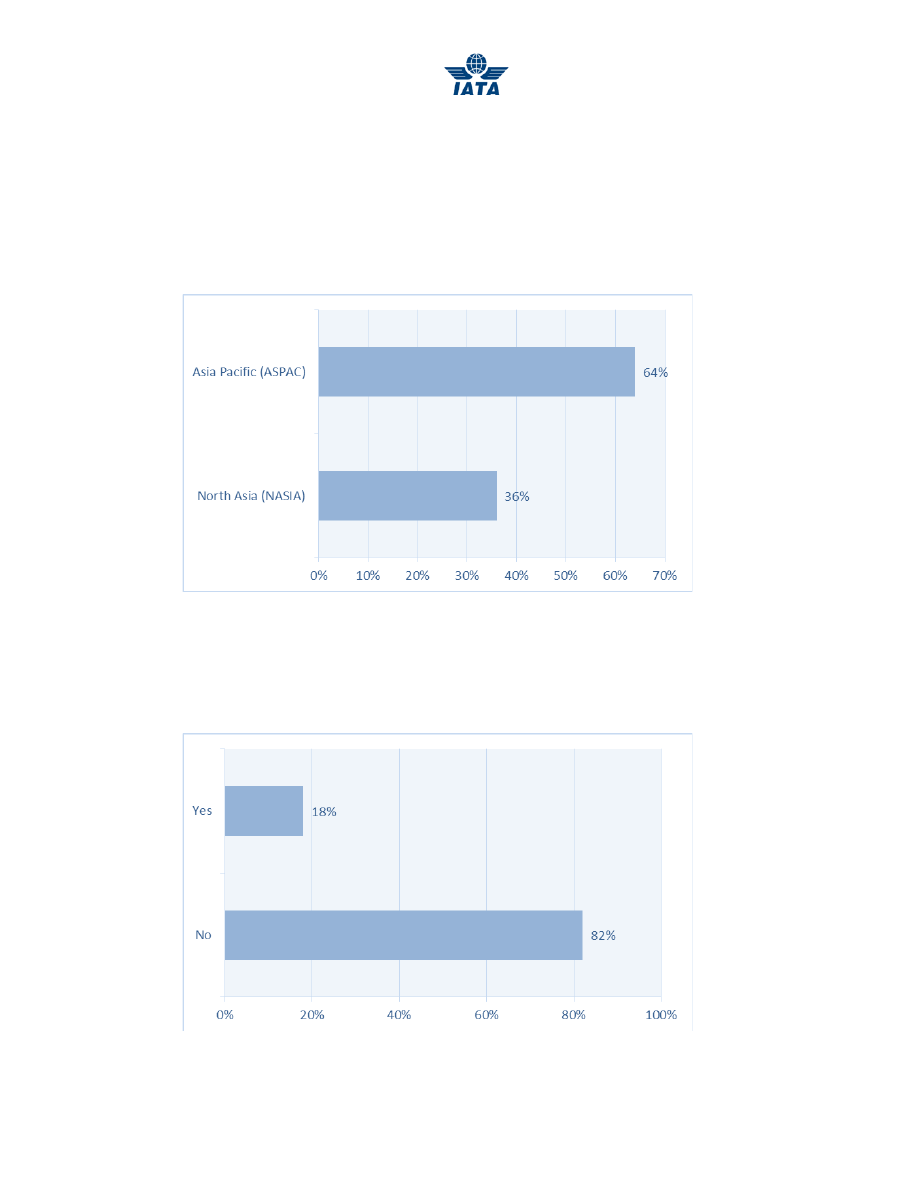 IATA
Asia Pacific (ASPAC)
64%
North Asia (NASIA)
36%
0% 10% 20% 30% 40% 50% 60% 70%
Yes
18%
No
82%
0% 20% 40% 60% 80% 100%